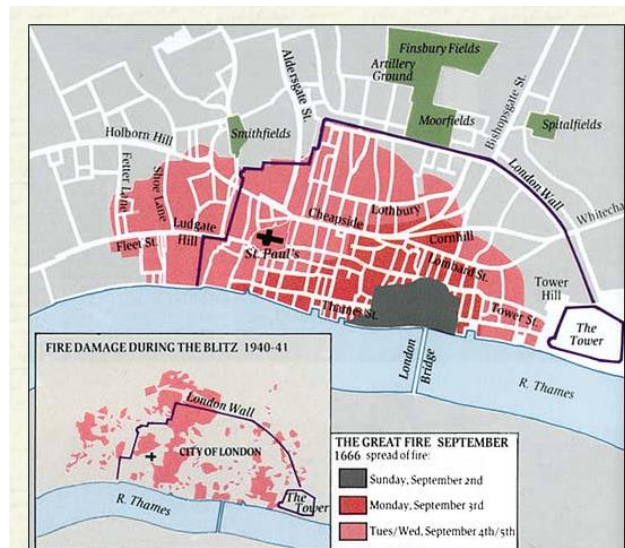 Finsbury Fields
Artillery
Ground
Aldersgate St.
Bishopsgate St.
Moorfields
Spitalfields
Smithfields
Holborn Hill
Fetter Lane
Shoe Lane
London Wall
Lothbury
Cheapside
Cornhill
Whitecha
Ludgate
Hill
Fleet St.
St. Paul's
Lombard St.
Tower
Hill
Thames St.
Tower St.
The
Tower
London
Bridge
R. Thames
FIRE DAMAGE DURING THE BLITZ 1940-41
London Wall
CITY OF LONDON
R. Thames
The
Tower
THE GREAT FIRE SEPTEMBER
1666 spread of fire:
Sunday, September 2nd
Monday, September 3rd
Tues/Wed, September 4th/5th